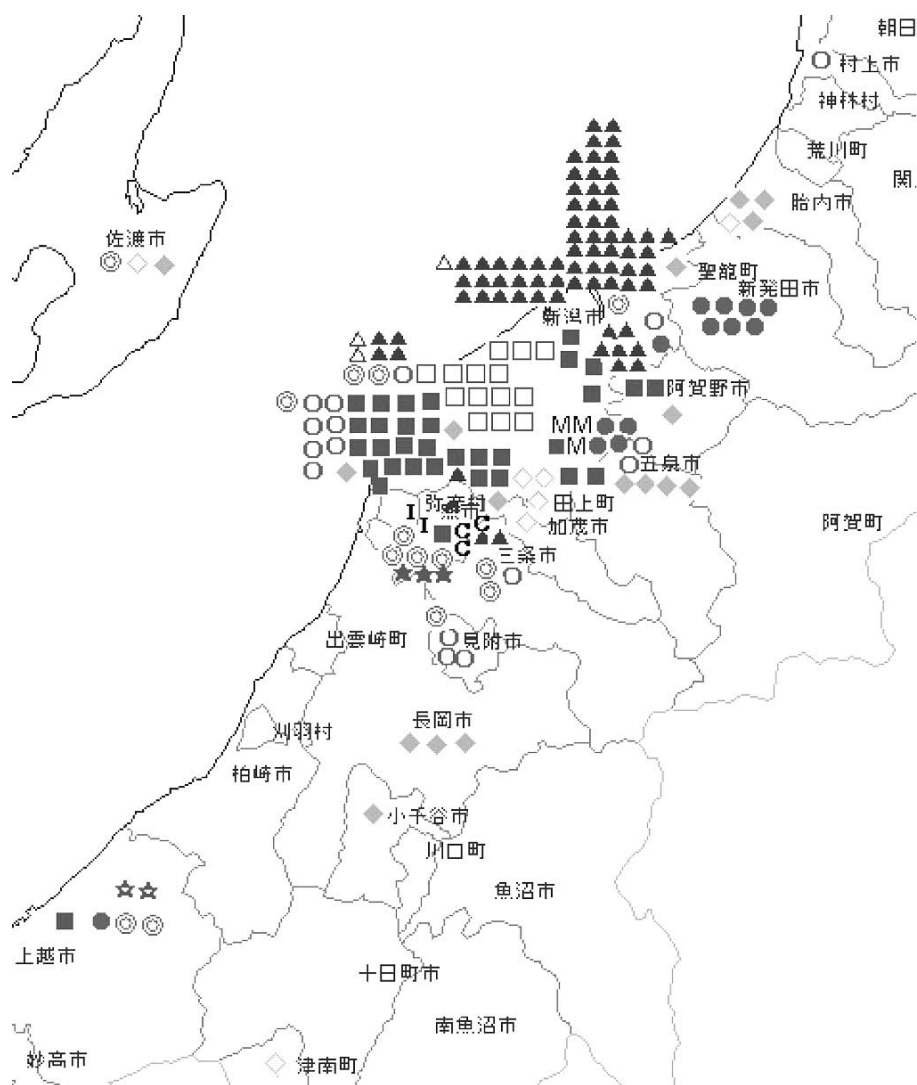 朝日
村上市
神林村
荒川町
関川
胎内市
佐渡市
聖籠町
新発田市
新潟市
阿賀野市
MM
M
五泉市
弥彦村
田上町
I
I
C
C
C
加茂市
阿賀町
三条市
出雲崎町
見附市
長岡市
刈羽村
柏崎市
小千谷市
川口町
魚沼市
上越市
十日町市
南魚沼市
妙高市
津南町